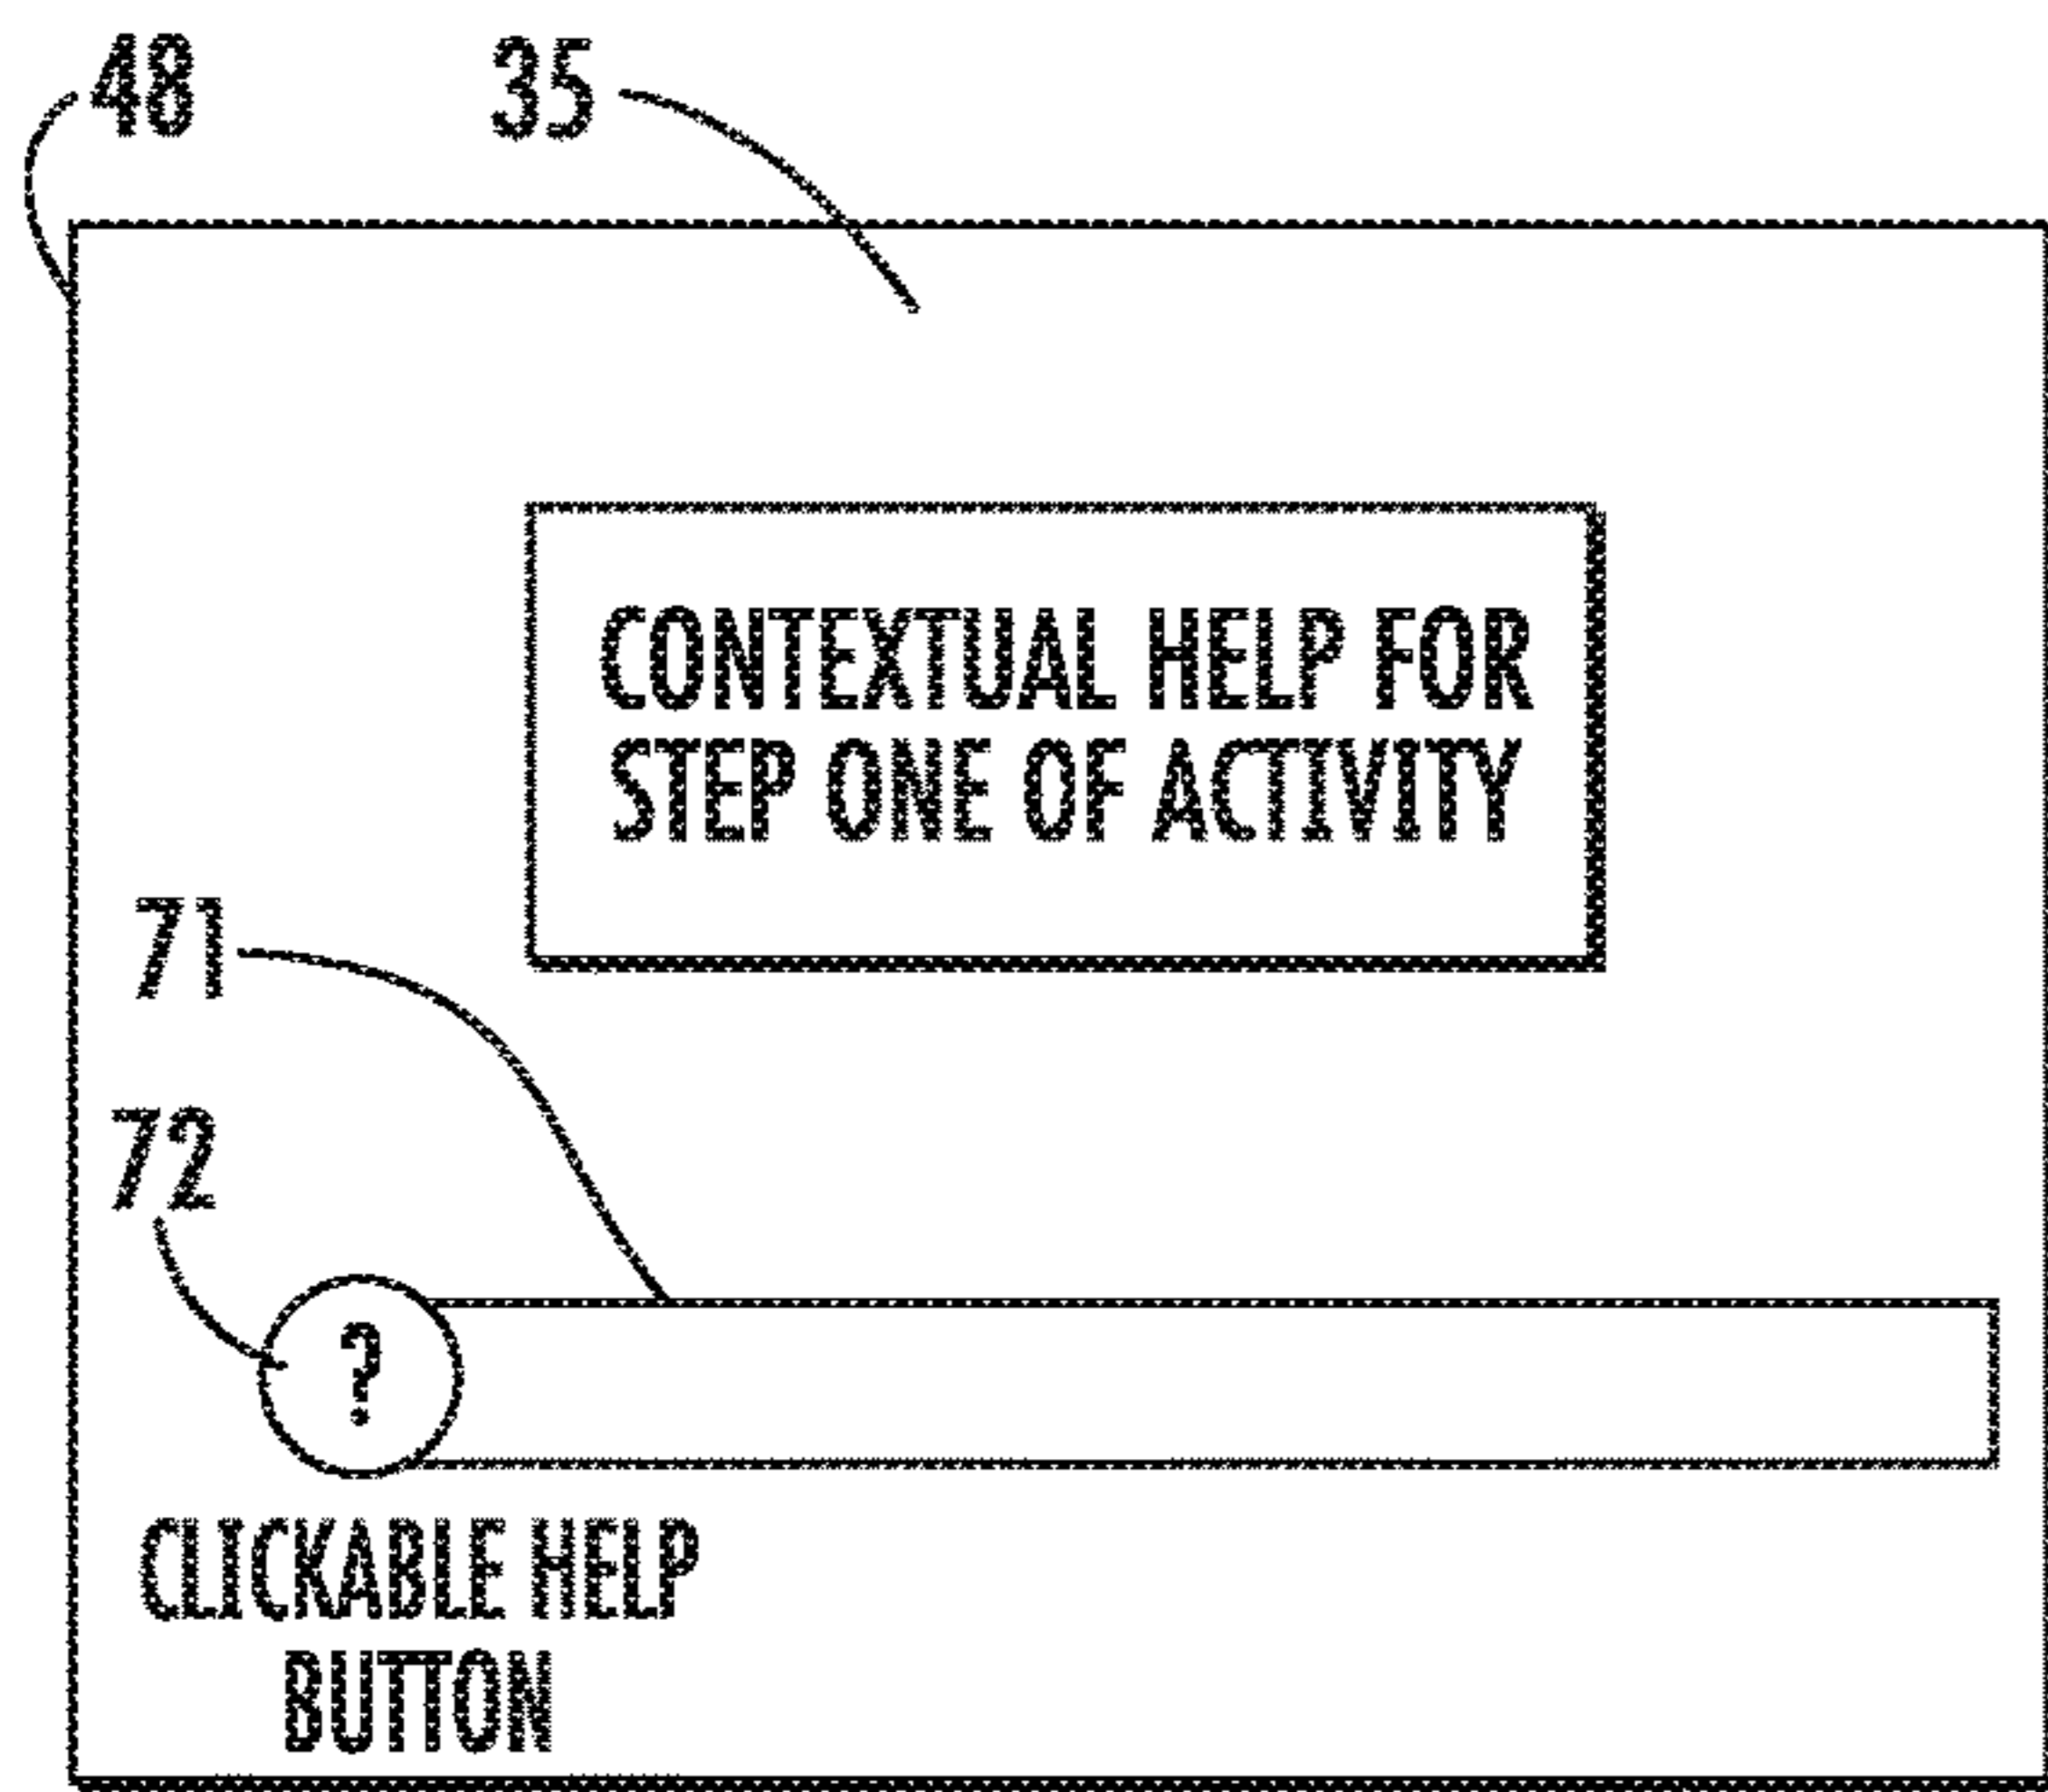 48
35
CONTEXTUAL HELP FOR
STEP ONE OF ACTIVITY
71
72
?
CLICKABLE HELP
BUTTON